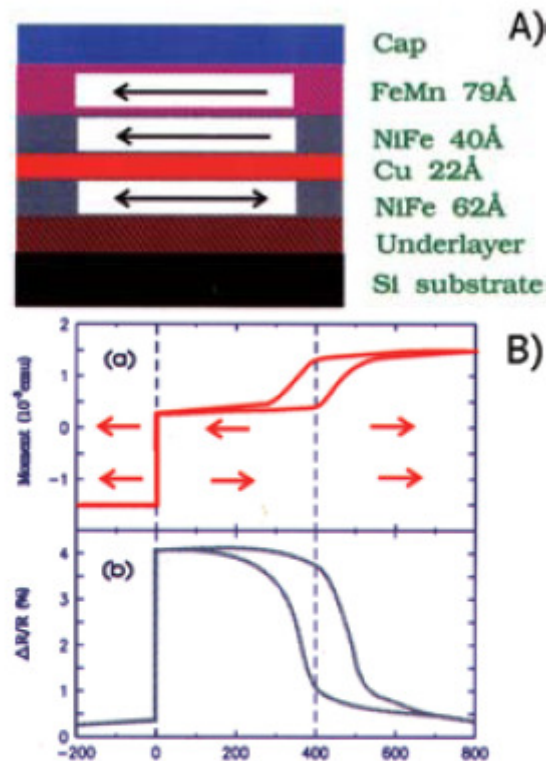 A)
Cap
FeMn 79Å
NiFe 40Å
Cu 22Å
NiFe 62Å
Underlayer
Si substrate
B)
(a)
2
1
0
-1
Moment (10⁻³emu)
(b)
4
3
2
1
0
ΔR/R (%)
-200 0 200 400 600 800